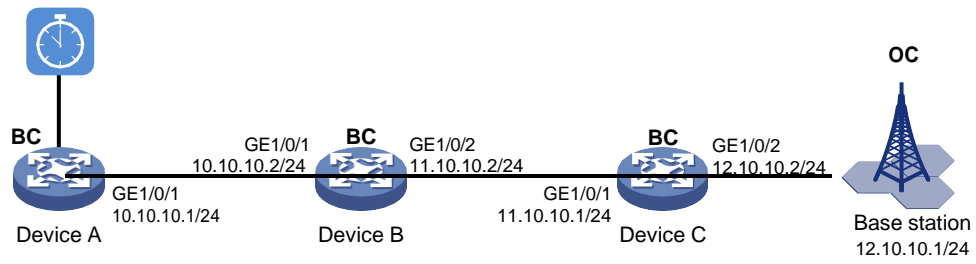 OC
BC
GE1/0/1
10.10.10.2/24
BC
GE1/0/2
11.10.10.2/24
BC
GE1/0/2
12.10.10.2/24
GE1/0/1
10.10.10.1/24
GE1/0/1
11.10.10.1/24
Device A
Device B
Device C
Base station
12.10.10.1/24